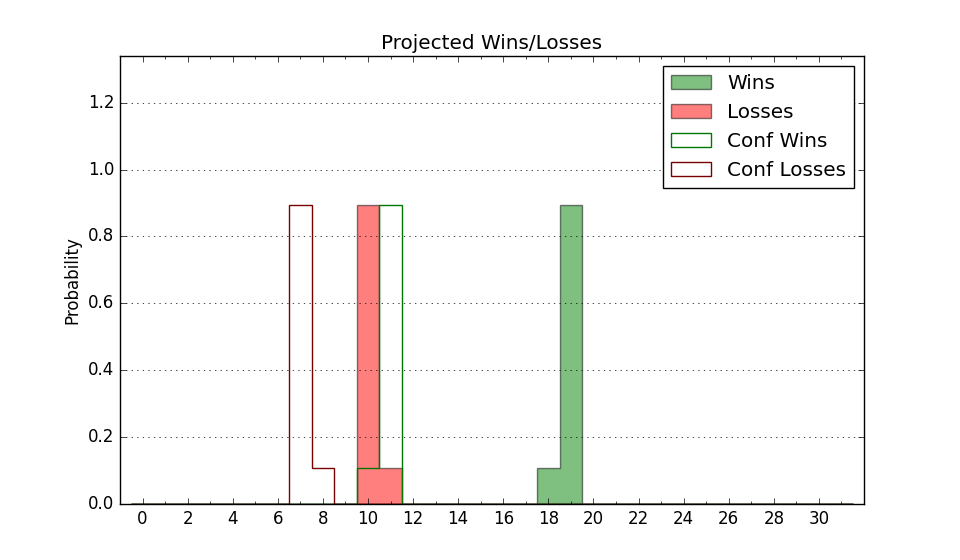 Projected Wins/Losses
Wins
Losses
Conf Wins
Conf Losses
Probability
1.2
1.0
0.8
0.6
0.4
0.2
0.0
0 2 4 6 8 10 12 14 16 18 20 22 24 26 28 30